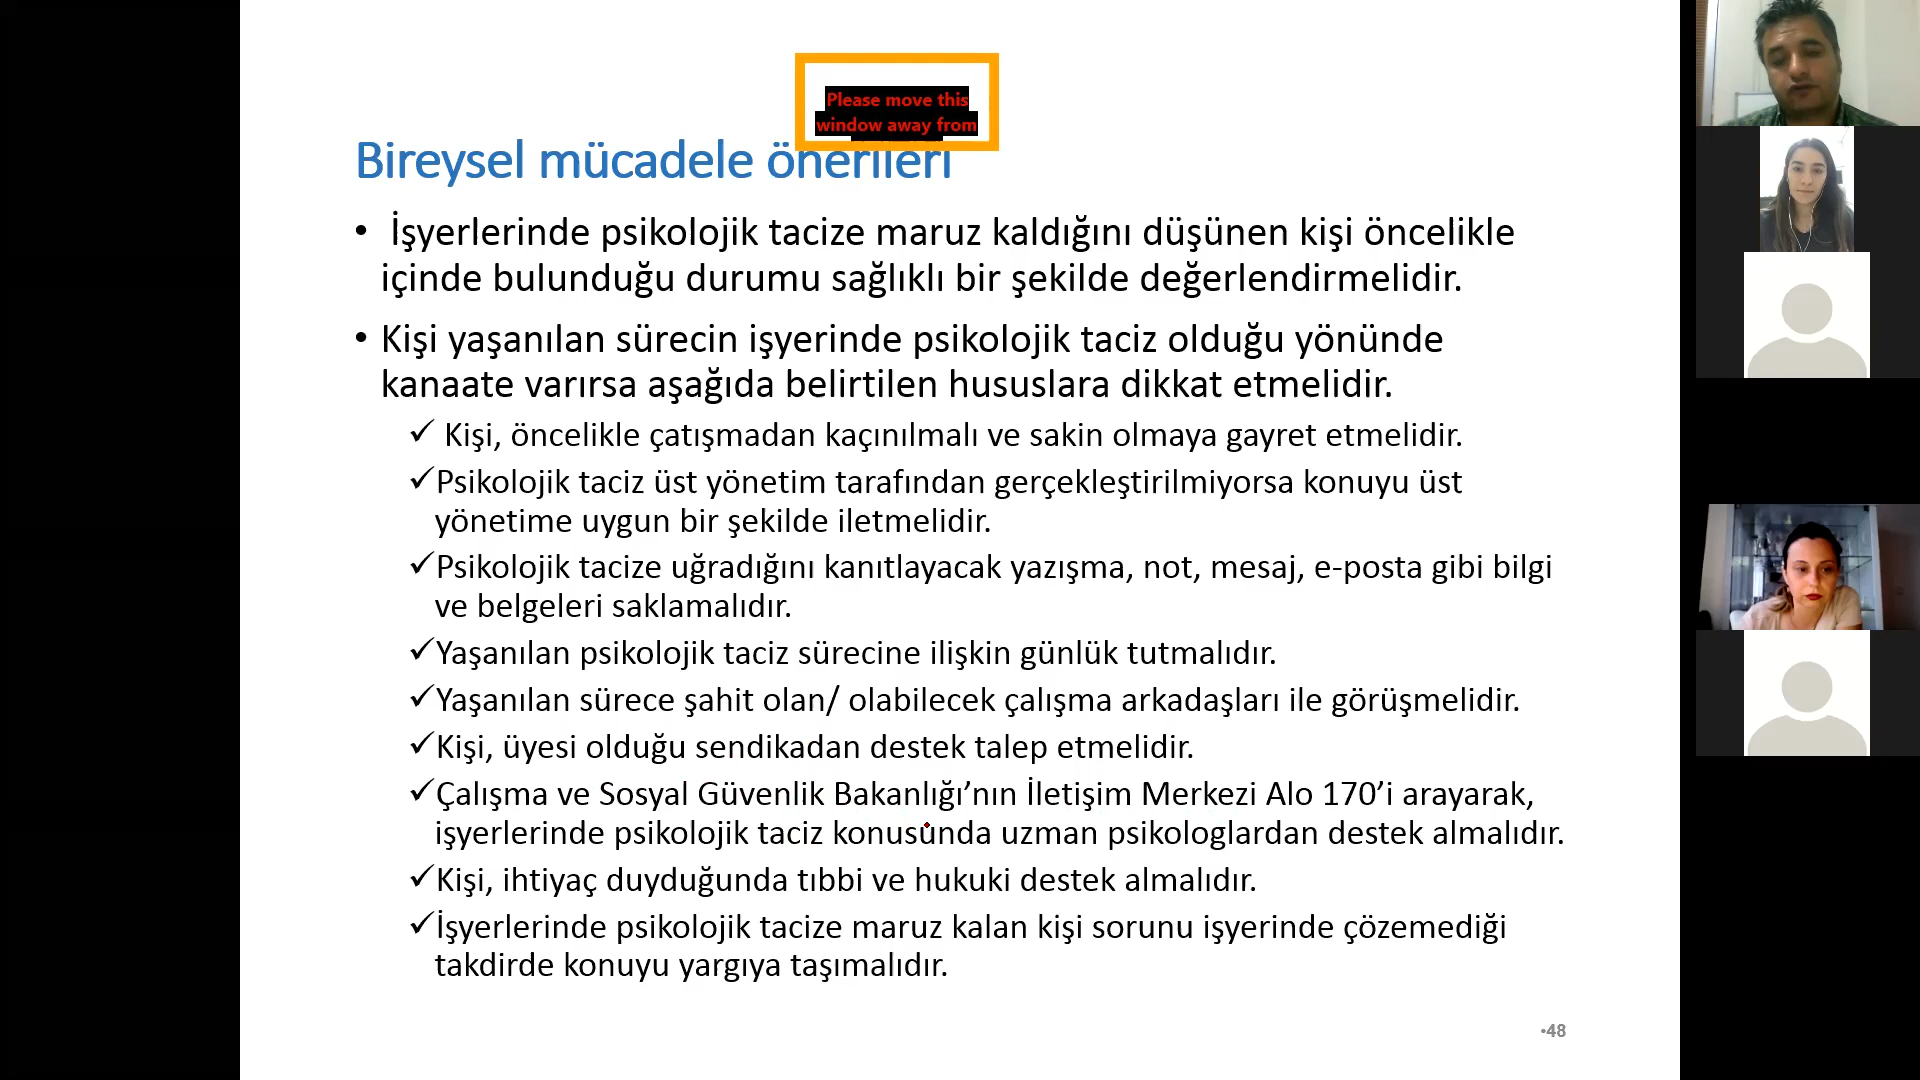 Please move this
window away from
Bireysel mücadele önerileri
• İşyerlerinde psikolojik tacize maruz kaldığını düşünen kişi öncelikle
içinde bulunduğu durumu sağlıklı bir şekilde değerlendirmelidir.
• Kişi yaşanılan sürecin işyerinde psikolojik taciz olduğu yönünde
kanaate varırsa aşağıda belirtilen hususlara dikkat etmelidir.
✓ Kişi, öncelikle çatışmadan kaçınılmalı ve sakin olmaya gayret etmelidir.
✓Psikolojik taciz üst yönetim tarafından gerçekleştirilmiyorsa konuyu üst
yönetime uygun bir şekilde iletmelidir.
✓Psikolojik tacize uğradığını kanıtlayacak yazışma, not, mesaj, e-posta gibi bilgi
ve belgeleri saklamalıdır.
✓Yaşanılan psikolojik taciz sürecine ilişkin günlük tutmalıdır.
✓Yaşanılan sürece şahit olan/ olabilecek çalışma arkadaşları ile görüşmelidir.
✓Kişi, üyesi olduğu sendikadan destek talep etmelidir.
✓Çalışma ve Sosyal Güvenlik Bakanlığı’nın İletişim Merkezi Alo 170’i arayarak,
işyerlerinde psikolojik taciz konusunda uzman psikologlardan destek almalıdır.
✓Kişi, ihtiyaç duyduğunda tıbbi ve hukuki destek almalıdır.
✓İşyerlerinde psikolojik tacize maruz kalan kişi sorunu işyerinde çözemediği
takdirde konuyu yargıya taşımalıdır.
•48